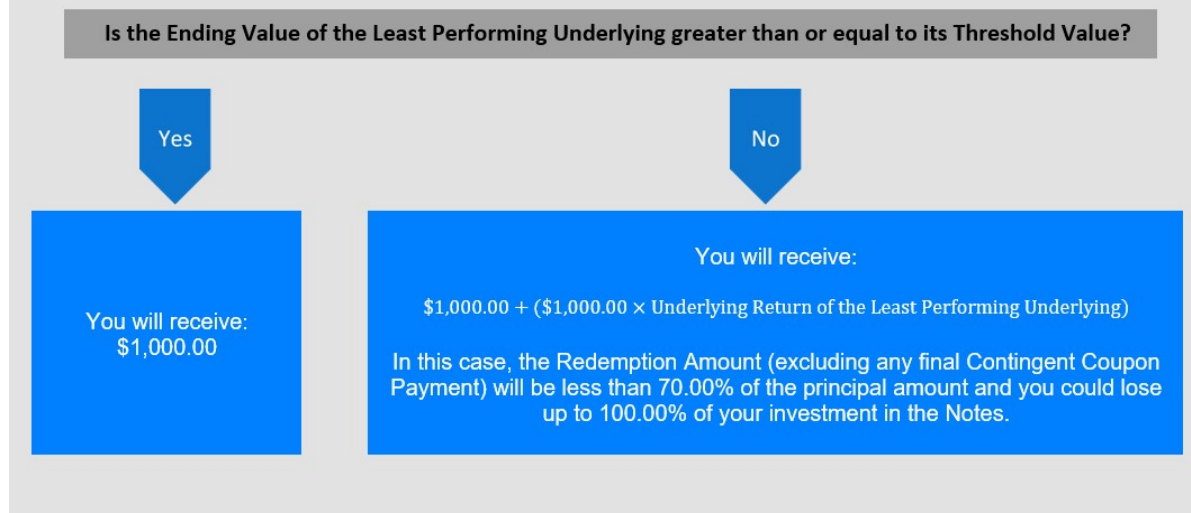 Is the Ending Value of the Least Performing Underlying greater than or equal to its Threshold Value?
Yes
No
You will receive:
$1,000.00
You will receive:
$1,000.00 + ($1,000.00 × Underlying Return of the Least Performing Underlying)
In this case, the Redemption Amount (excluding any final Contingent Coupon
Payment) will be less than 70.00% of the principal amount and you could lose
up to 100.00% of your investment in the Notes.